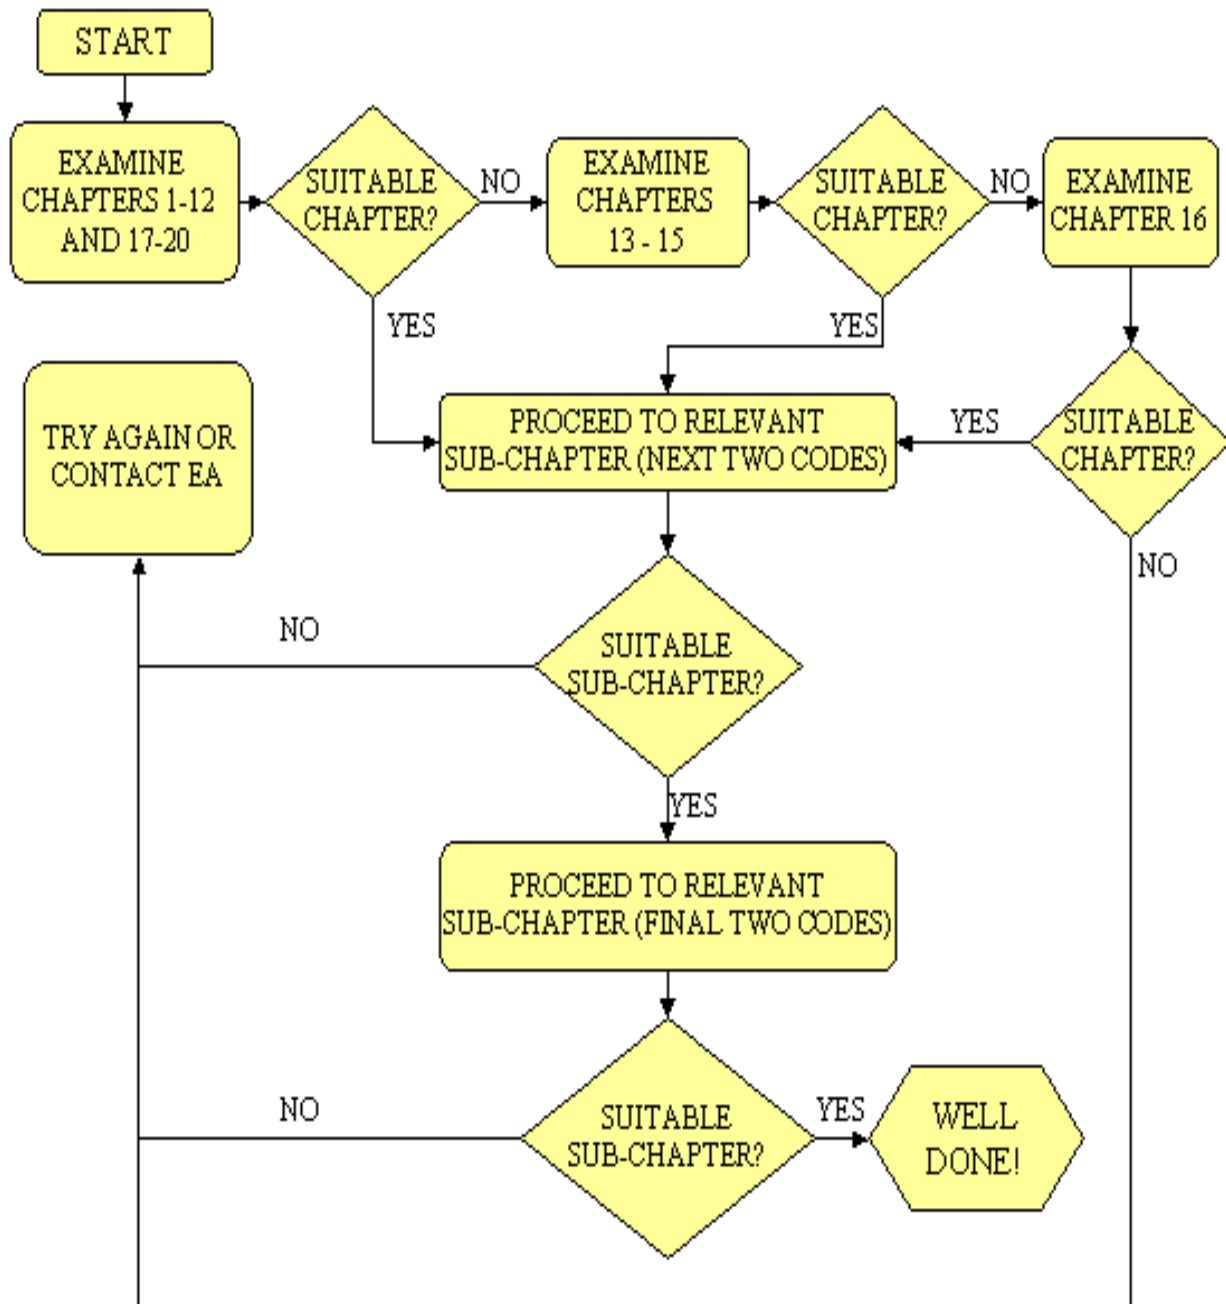 START
EXAMINE
CHAPTERS 1-12
AND 17-20
SUITABLE
CHAPTER?
NO
EXAMINE
CHAPTERS
13 - 15
SUITABLE
CHAPTER?
NO
EXAMINE
CHAPTER 16
YES
YES
TRY AGAIN OR
CONTACT EA
PROCEED TO RELEVANT
SUB-CHAPTER (NEXT TWO CODES)
YES
SUITABLE
CHAPTER?
NO
NO
SUITABLE
SUB-CHAPTER?
YES
PROCEED TO RELEVANT
SUB-CHAPTER (FINAL TWO CODES)
NO
SUITABLE
SUB-CHAPTER?
YES
WELL
DONE!